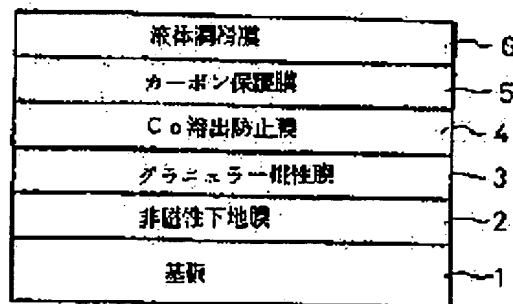 液体潤滑膜 6
カーボン保護膜 5
Co溶出防止膜 4
グラニュラー磁性膜 3
非磁性下地膜 2
基板 1